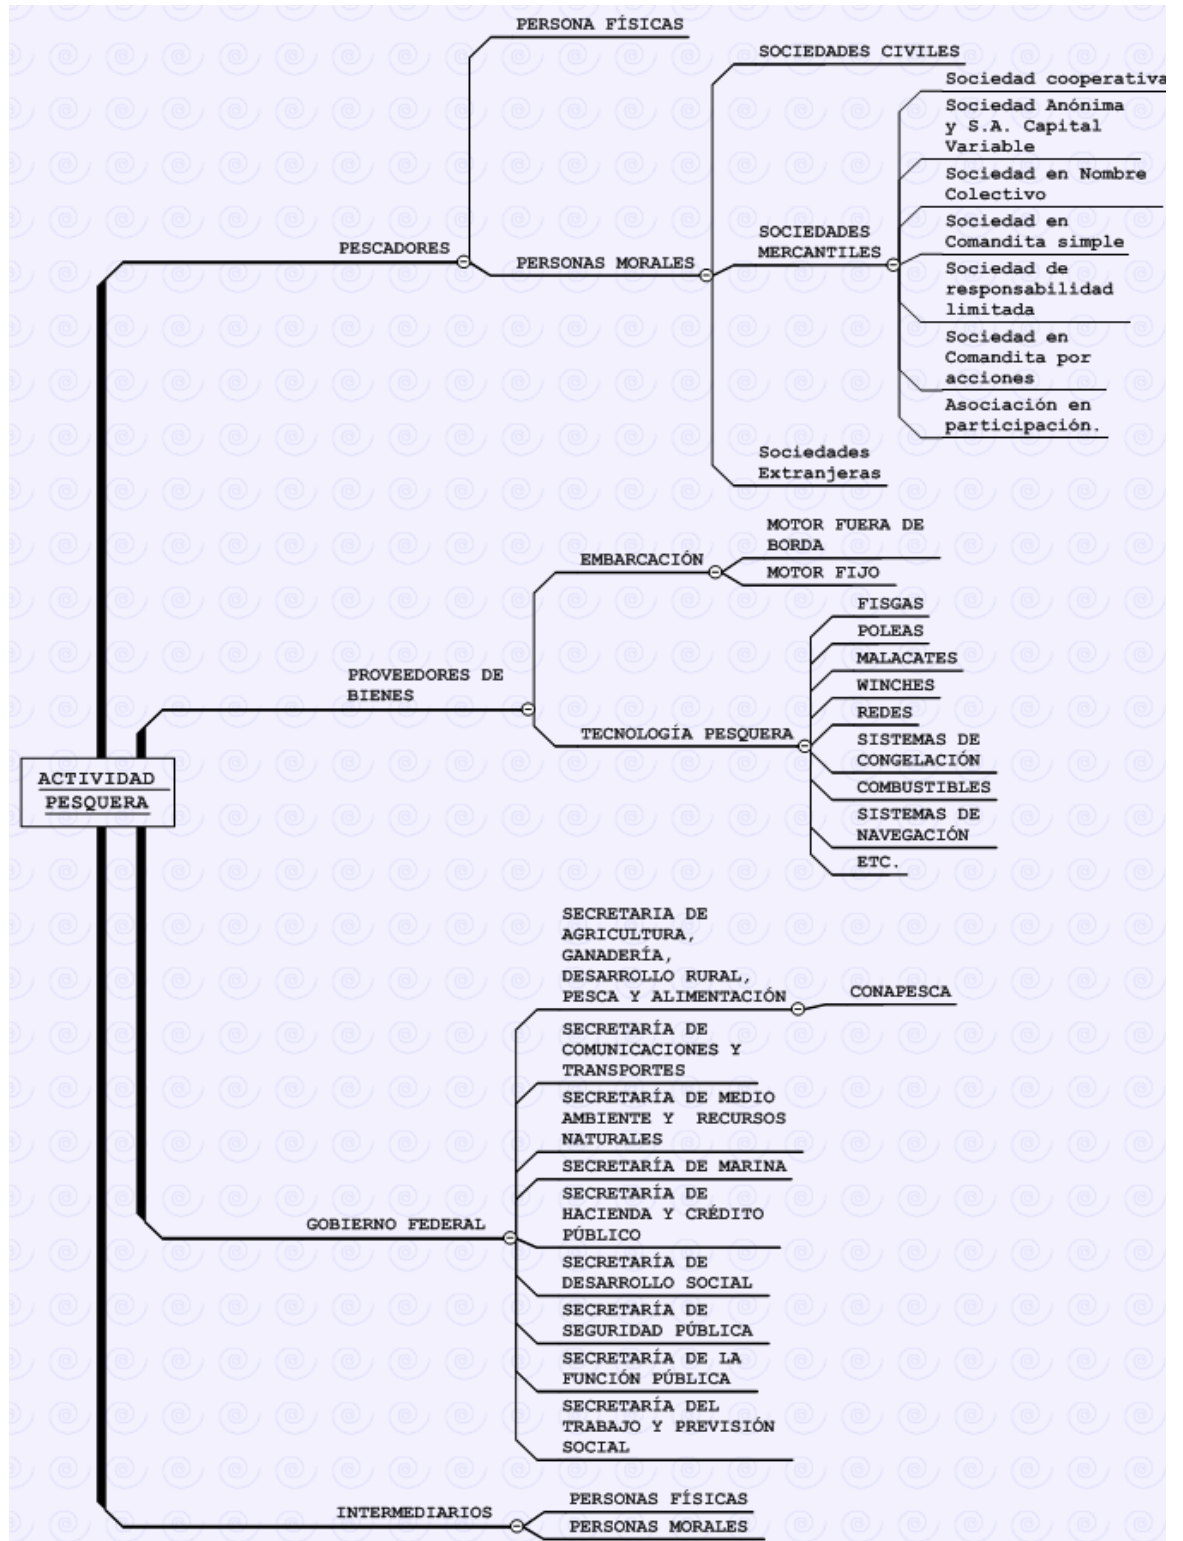 PERSONA FÍSICAS
SOCIEDADES CIVILES
Sociedad cooperativa
Sociedad Anónima
y S.A. Capital
Variable
Sociedad en Nombre
Colectivo
SOCIEDADES
MERCANTILES
Sociedad en
Comandita simple
PESCADORES
PERSONAS MORALES
Sociedad de
responsabilidad
limitada
Sociedad en
Comandita por
acciones
Asociación en
participación.
Sociedades
Extranjeras
MOTOR FUERA DE
BORDA
EMBARCACIÓN
MOTOR FIJO
FISGAS
POLEAS
MALACATES
PROVEEDORES DE
BIENES
WINCHES
REDES
TECNOLOGÍA PESQUERA
SISTEMAS DE
CONGELACIÓN
COMBUSTIBLES
SISTEMAS DE
NAVEGACIÓN
ETC.
ACTIVIDAD
PESQUERA
SECRETARIA DE
AGRICULTURA,
GANADERÍA,
DESARROLLO RURAL,
PESCA Y ALIMENTACIÓN
CONAPESCA
SECRETARÍA DE
COMUNICACIONES Y
TRANSPORTES
SECRETARÍA DE MEDIO
AMBIENTE Y RECURSOS
NATURALES
SECRETARÍA DE MARINA
SECRETARÍA DE
HACIENDA Y CRÉDITO
PÚBLICO
GOBIERNO FEDERAL
SECRETARÍA DE
DESARROLLO SOCIAL
SECRETARÍA DE
SEGURIDAD PÚBLICA
SECRETARÍA DE LA
FUNCIÓN PÚBLICA
SECRETARÍA DEL
TRABAJO Y PREVISIÓN
SOCIAL
INTERMEDIARIOS
PERSONAS FÍSICAS
PERSONAS MORALES